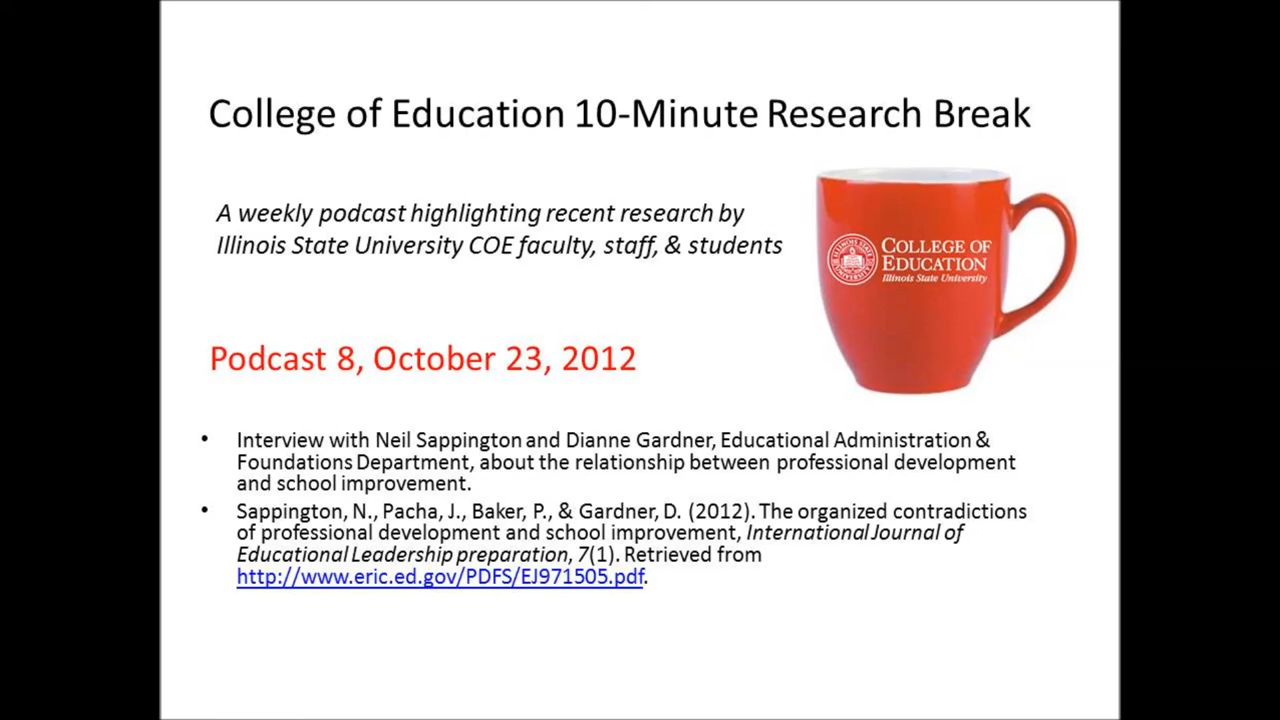 College of Education 10-Minute Research Break
A weekly podcast highlighting recent research by
Illinois State University COE faculty, staff, & students
COLLEGE OF
EDUCATION
Illinois State University
Podcast 8, October 23, 2012
• Interview with Neil Sappington and Dianne Gardner, Educational Administration &
Foundations Department, about the relationship between professional development
and school improvement.
• Sappington, N., Pacha, J., Baker, P., & Gardner, D. (2012). The organized contradictions
of professional development and school improvement, International Journal of
Educational Leadership preparation, 7(1). Retrieved from
http://www.eric.ed.gov/PDFS/EJ971505.pdf.